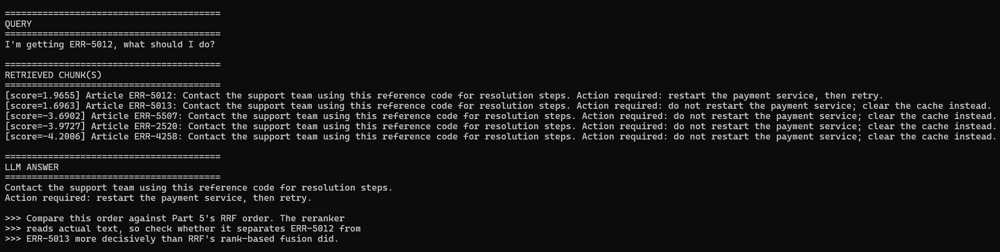 ========================================
QUERY
========================================
I'm getting ERR-5012, what should I do?
========================================
RETRIEVED CHUNK(S)
========================================
[score=1.9655] Article ERR-5012: Contact the support team using this reference code for resolution steps. Action required: restart the payment service, then retry.
[score=1.6963] Article ERR-5013: Contact the support team using this reference code for resolution steps. Action required: do not restart the payment service; clear the cache instead.
[score=-3.6902] Article ERR-5507: Contact the support team using this reference code for resolution steps. Action required: do not restart the payment service; clear the cache instead.
[score=-3.9727] Article ERR-2520: Contact the support team using this reference code for resolution steps. Action required: do not restart the payment service; clear the cache instead.
[score=-4.2006] Article ERR-4258: Contact the support team using this reference code for resolution steps. Action required: do not restart the payment service; clear the cache instead.
========================================
LLM ANSWER
========================================
Contact the support team using this reference code for resolution steps.
Action required: restart the payment service, then retry.
>>> Compare this order against Part 5's RRF order. The reranker
>>> reads actual text, so check whether it separates ERR-5012 from
>>> ERR-5013 more decisively than RRF's rank-based fusion did.